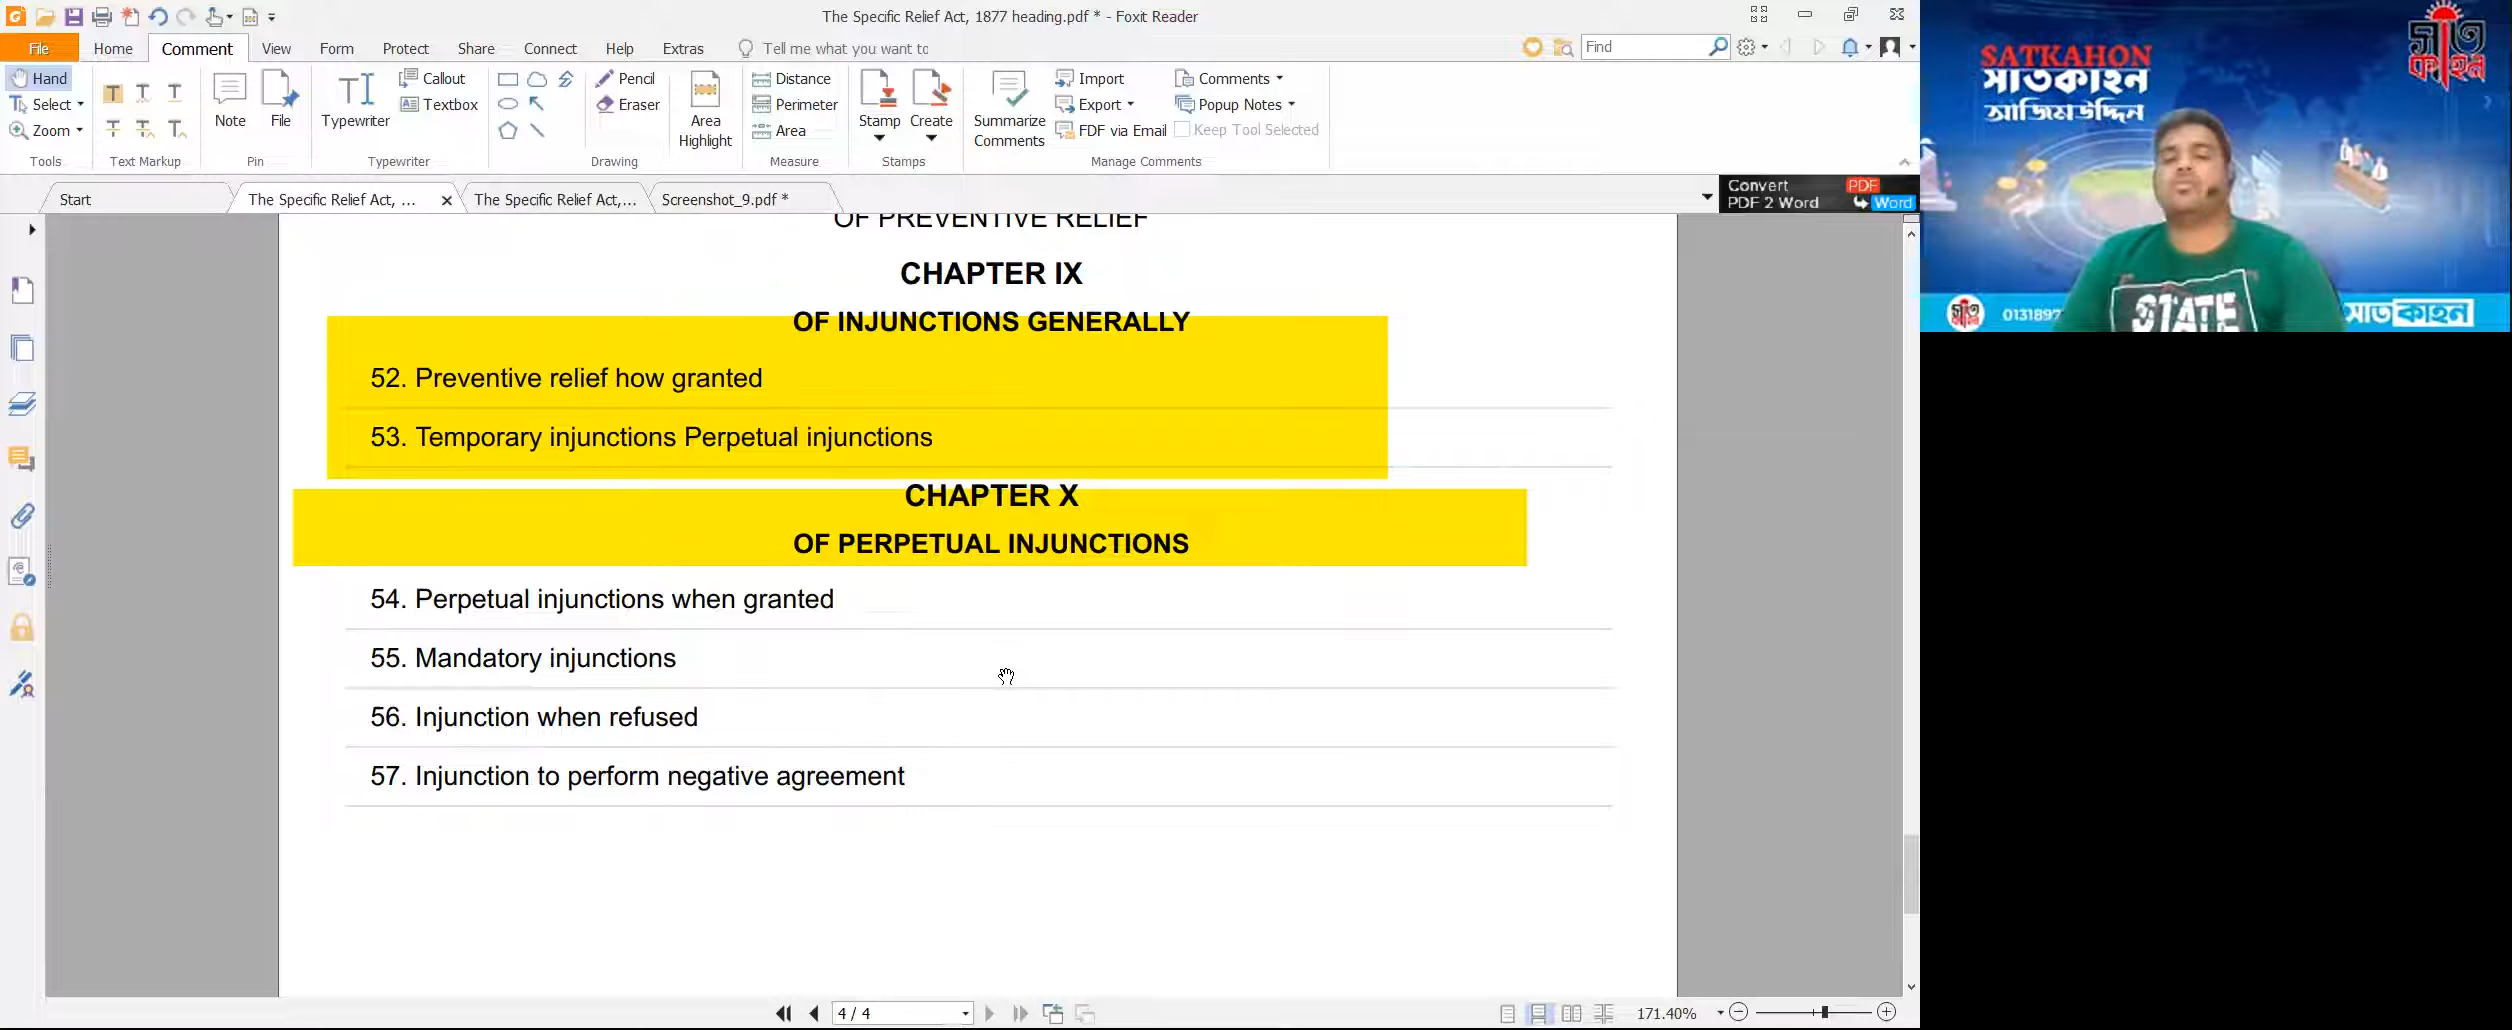 The Specific Relief Act, 1877 heading.pdf * - Foxit Reader
File Home Comment View Form Protect Share Connect Help Extras Tell me what you want to Find
Hand
Select
Zoom
Tools
Text Markup
Note
File
Pin
Typewriter
Callout
Textbox
Typewriter
Pencil
Eraser
Drawing
Area Highlight
Distance
Perimeter
Area
Measure
Stamp
Create
Stamps
Summarize Comments
Import
Export
FDF via Email
Comments
Popup Notes
Keep Tool Selected
Manage Comments
Start
The Specific Relief Act, ...
The Specific Relief Act,...
Screenshot_9.pdf *
Convert PDF
PDF 2 Word Word
OF PREVENTIVE RELIEF
CHAPTER IX
OF INJUNCTIONS GENERALLY
52. Preventive relief how granted
53. Temporary injunctions Perpetual injunctions
CHAPTER X
OF PERPETUAL INJUNCTIONS
54. Perpetual injunctions when granted
55. Mandatory injunctions
56. Injunction when refused
57. Injunction to perform negative agreement
4 / 4
171.40%
SATKAHON
সাতকাহন
আজিম উদ্দিন
সাত
কাহন
STATE
013189
সাতকাহন